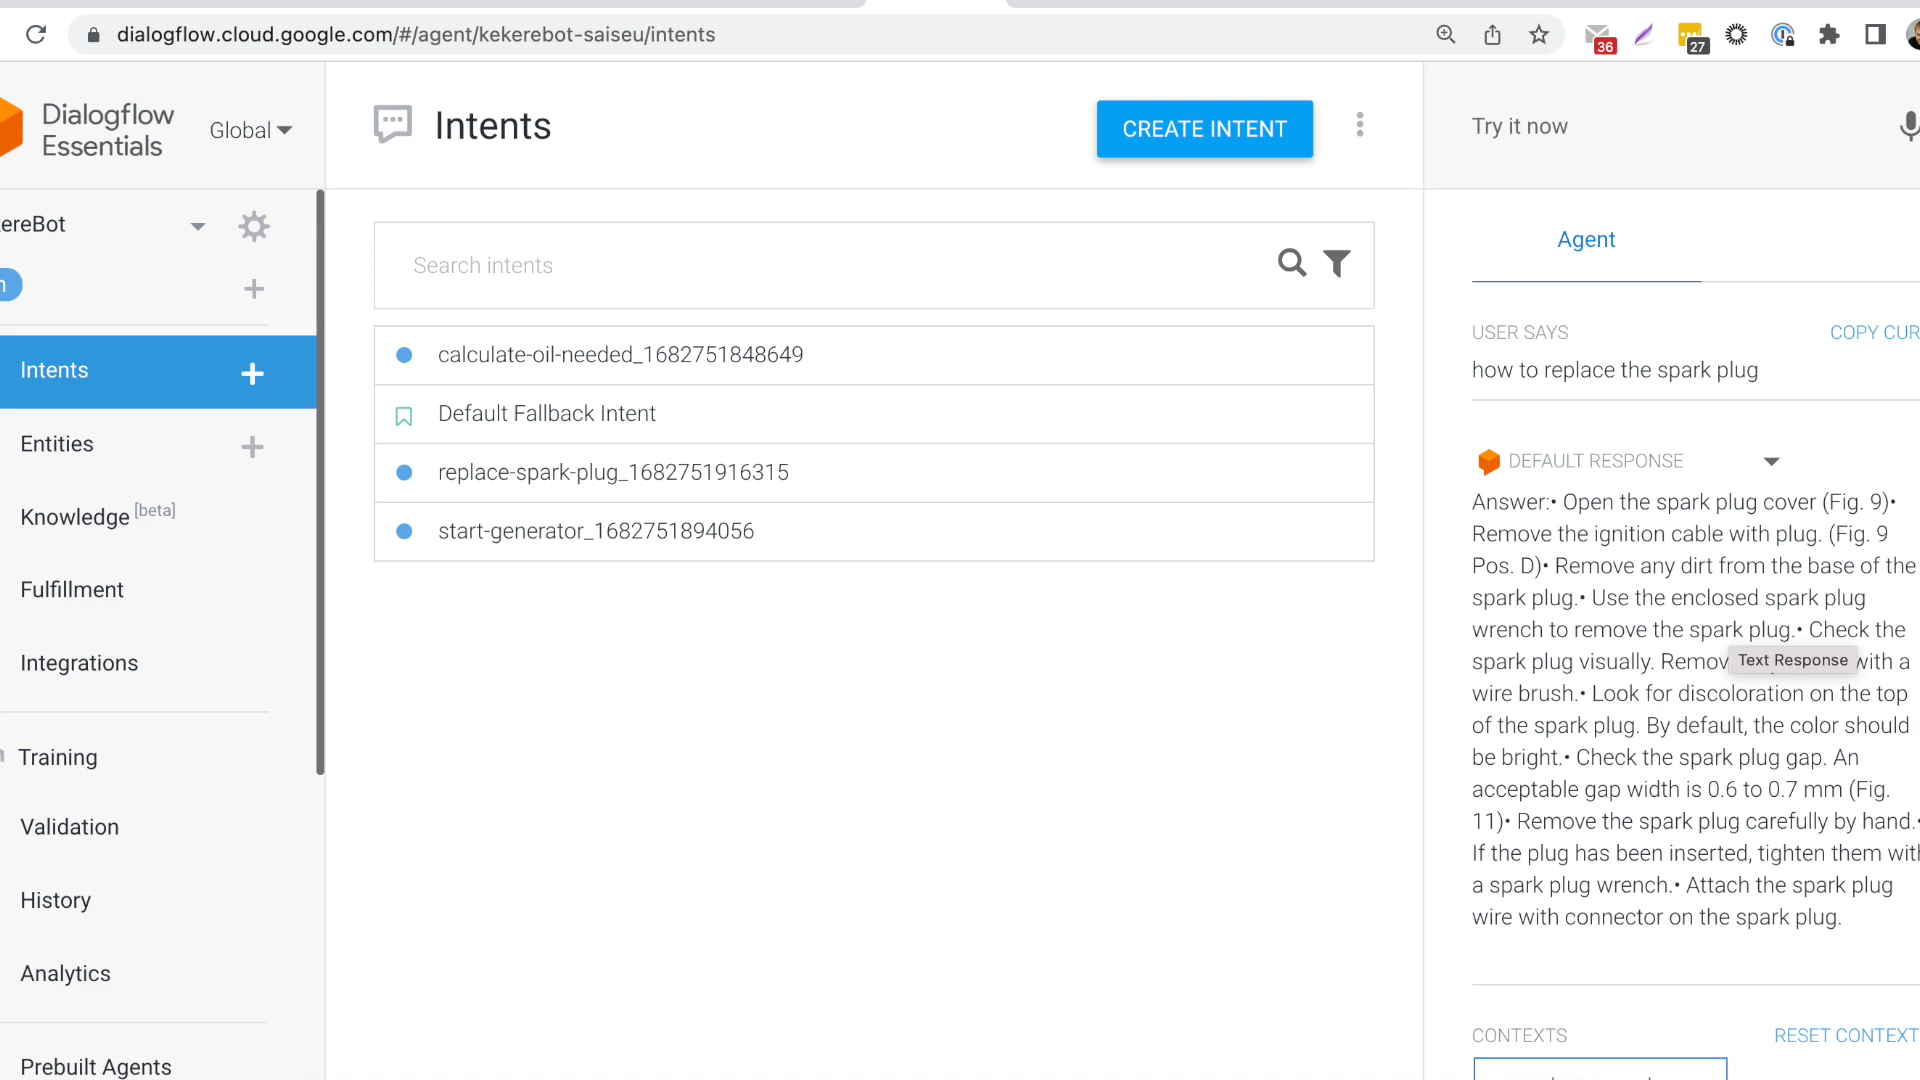 dialogflow.cloud.google.com/#/agent/kekerebot-saiseu/intents
36
27
Dialogflow
Essentials
Global
ereBot
n
Intents
Entities
Knowledge [beta]
Fulfillment
Integrations
Training
Validation
History
Analytics
Prebuilt Agents
Intents
CREATE INTENT
Search intents
calculate-oil-needed_1682751848649
Default Fallback Intent
replace-spark-plug_1682751916315
start-generator_1682751894056
Try it now
Agent
USER SAYS
COPY CUR
how to replace the spark plug
DEFAULT RESPONSE
Answer:• Open the spark plug cover (Fig. 9)•
Remove the ignition cable with plug. (Fig. 9
Pos. D)• Remove any dirt from the base of the
spark plug.• Use the enclosed spark plug
wrench to remove the spark plug.• Check the
spark plug visually. Remov Text Response with a
wire brush.• Look for discoloration on the top
of the spark plug. By default, the color should
be bright.• Check the spark plug gap. An
acceptable gap width is 0.6 to 0.7 mm (Fig.
11)• Remove the spark plug carefully by hand.•
If the plug has been inserted, tighten them with
a spark plug wrench.• Attach the spark plug
wire with connector on the spark plug.
CONTEXTS
RESET CONTEXT